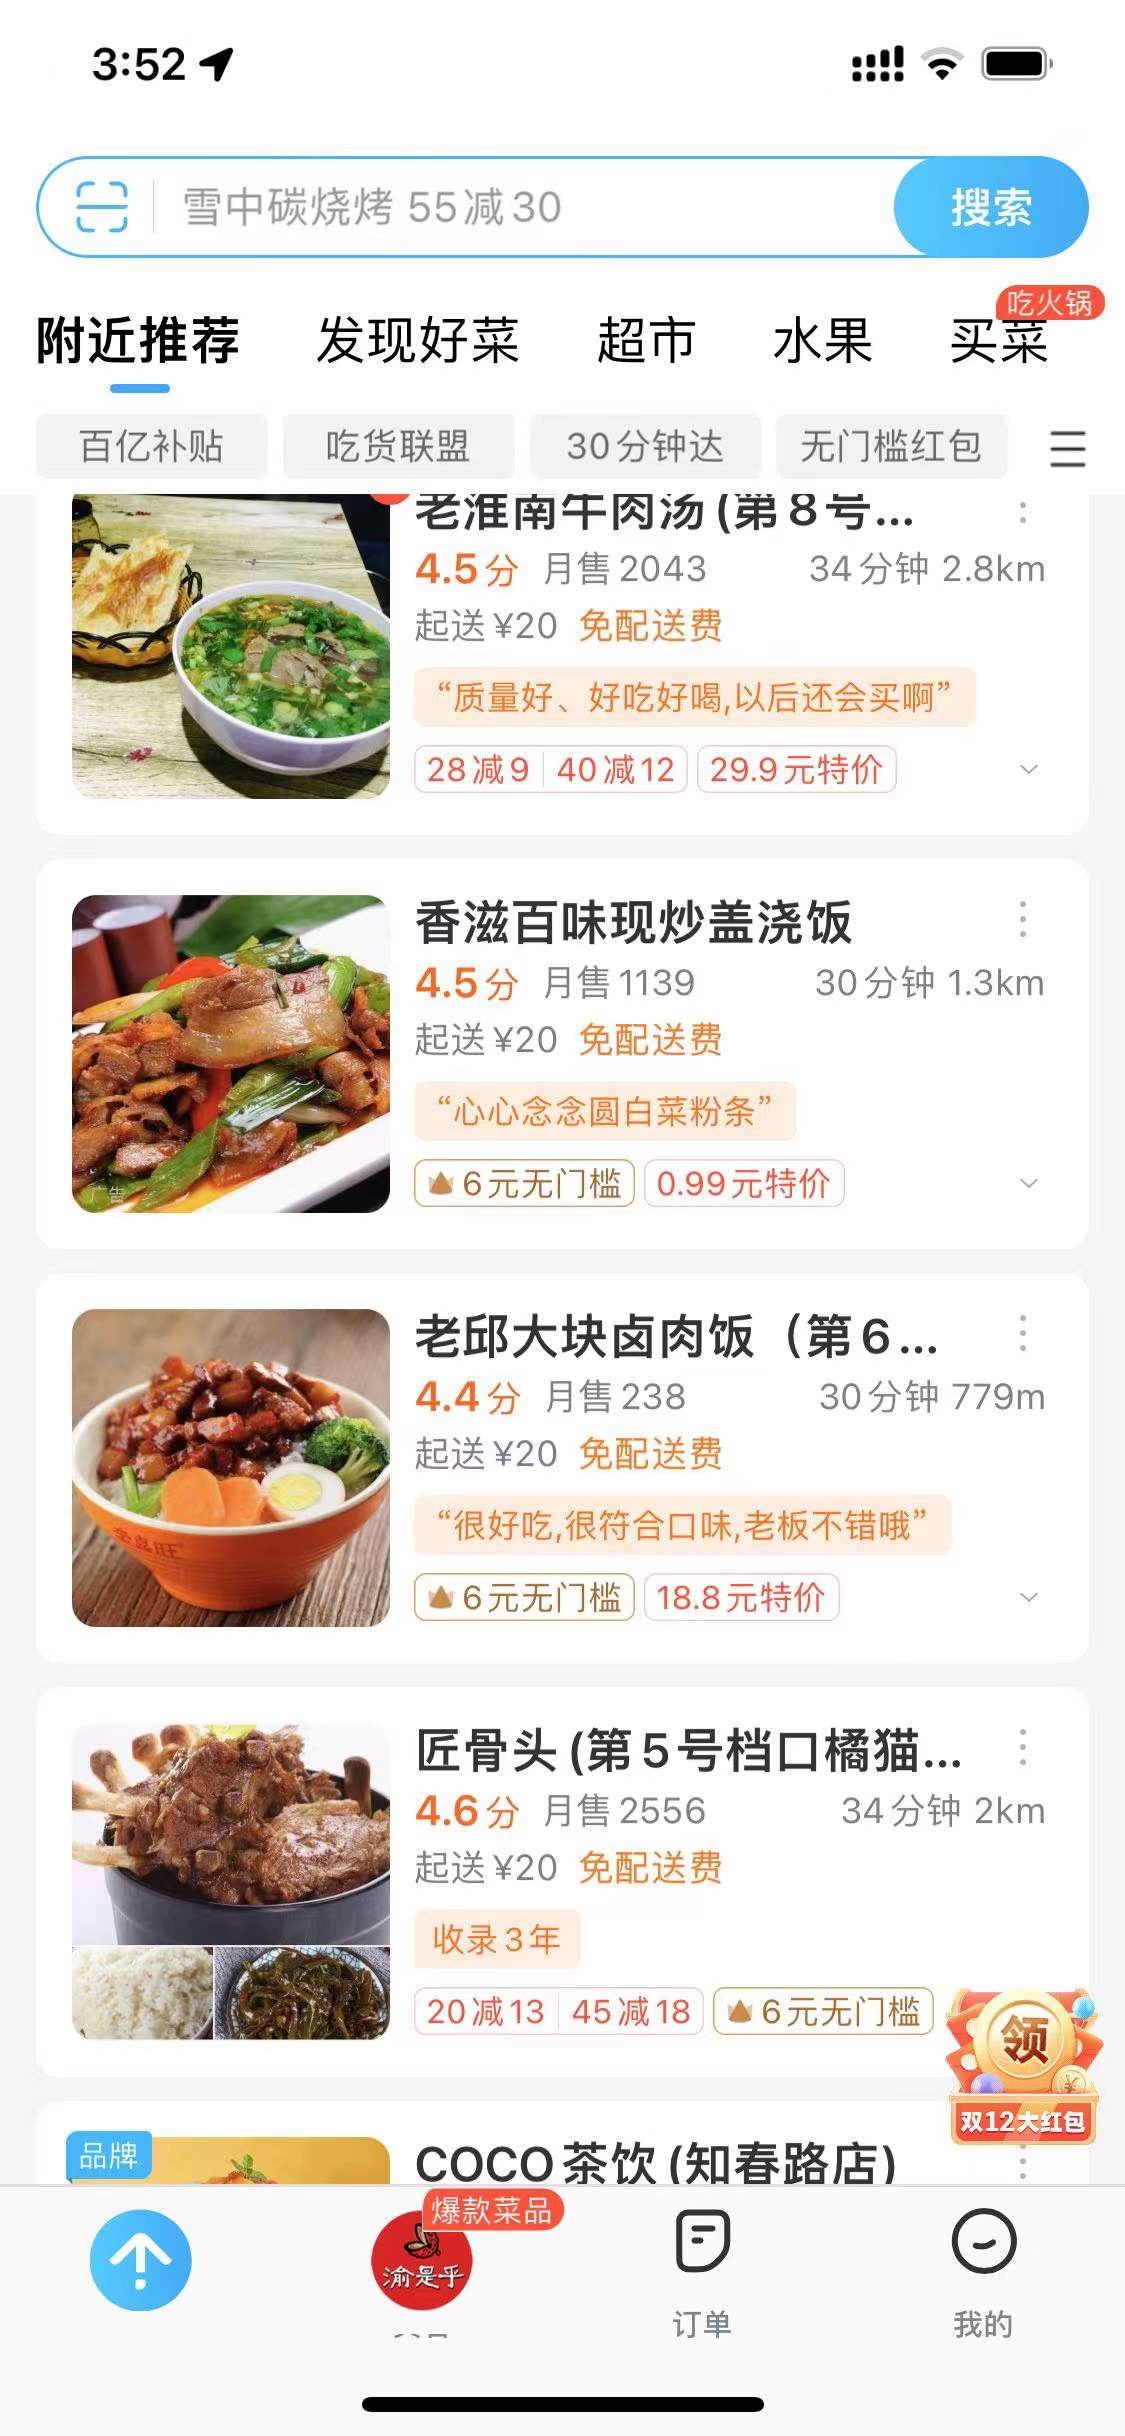 3:52
雪中碳烧烤 55减30
搜索
吃火锅
附近推荐 发现好菜 超市 水果 买菜
百亿补贴 吃货联盟 30分钟达 无门槛红包
老淮南牛肉汤(第8号...
4.5分 月售2043 34分钟 2.8km
起送¥20 免配送费
“质量好、好吃好喝,以后还会买啊”
28减9 40减12 29.9元特价
香滋百味现炒盖浇饭
4.5分 月售1139 30分钟 1.3km
起送¥20 免配送费
“心心念念圆白菜粉条”
6元无门槛 0.99元特价
广告
老邱大块卤肉饭（第6...
4.4分 月售238 30分钟 779m
起送¥20 免配送费
“很好吃,很符合口味,老板不错哦”
6元无门槛 18.8元特价
匠骨头(第5号档口橘猫...
4.6分 月售2556 34分钟 2km
起送¥20 免配送费
收录3年
20减13 45减18 6元无门槛
领
双12大红包
品牌
COCO茶饮(知春路店)
爆款菜品
渝是乎
订单
我的